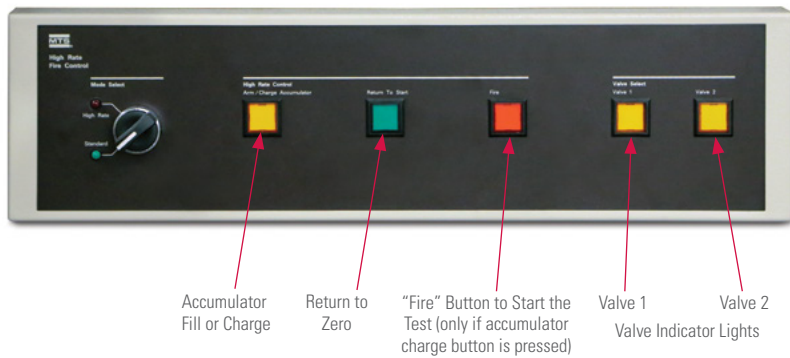 MTS
High Rate
Fire Control
Mode Select
High Rate
Standard
High Rate Control
Arm/Charge Accumulator
Return To Start
Fire
Valve Select
Valve 1
Valve 2
Accumulator
Fill or Charge
Return to
Zero
“Fire” Button to Start the
Test (only if accumulator
charge button is pressed)
Valve 1
Valve 2
Valve Indicator Lights